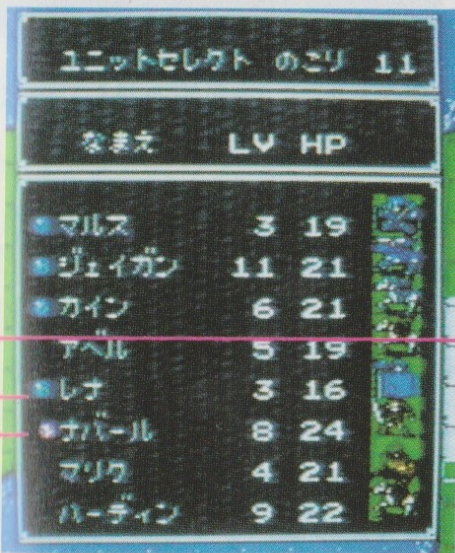 ユニットセレクト のこり 11
なまえ LV HP
マルス 3 19
ジェイガン 11 21
カイン 6 21
アベル 5 19
レナ 3 16
ナバール 8 24
マリク 4 21
ハーディン 9 22